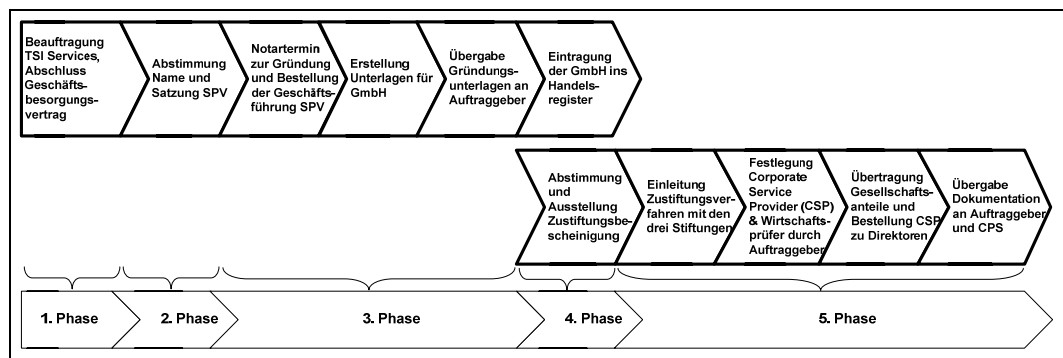 Beauftragung
TSI Services,
Abschluss
Geschäfts-
besorgungs-
vertrag
Abstimmung
Name und
Satzung SPV
Notartermin
zur Gründung
und Bestellung
der Geschäfts-
führung SPV
Erstellung
Unterlagen für
GmbH
Übergabe
Gründungs-
unterlagen an
Auftraggeber
Eintragung
der GmbH ins
Handels-
register
Abstimmung
und
Ausstellung
Zustiftungsbe-
scheinigung
Einleitung
Zustiftungsver-
fahren mit den
drei Stiftungen
Festlegung
Corporate
Service
Provider (CSP)
& Wirtschafts-
prüfer durch
Auftraggeber
Übertragung
Gesellschafts-
anteile und
Bestellung CSP
zu Direktoren
Übergabe
Dokumentation
an Auftraggeber
und CPS
1. Phase
2. Phase
3. Phase
4. Phase
5. Phase